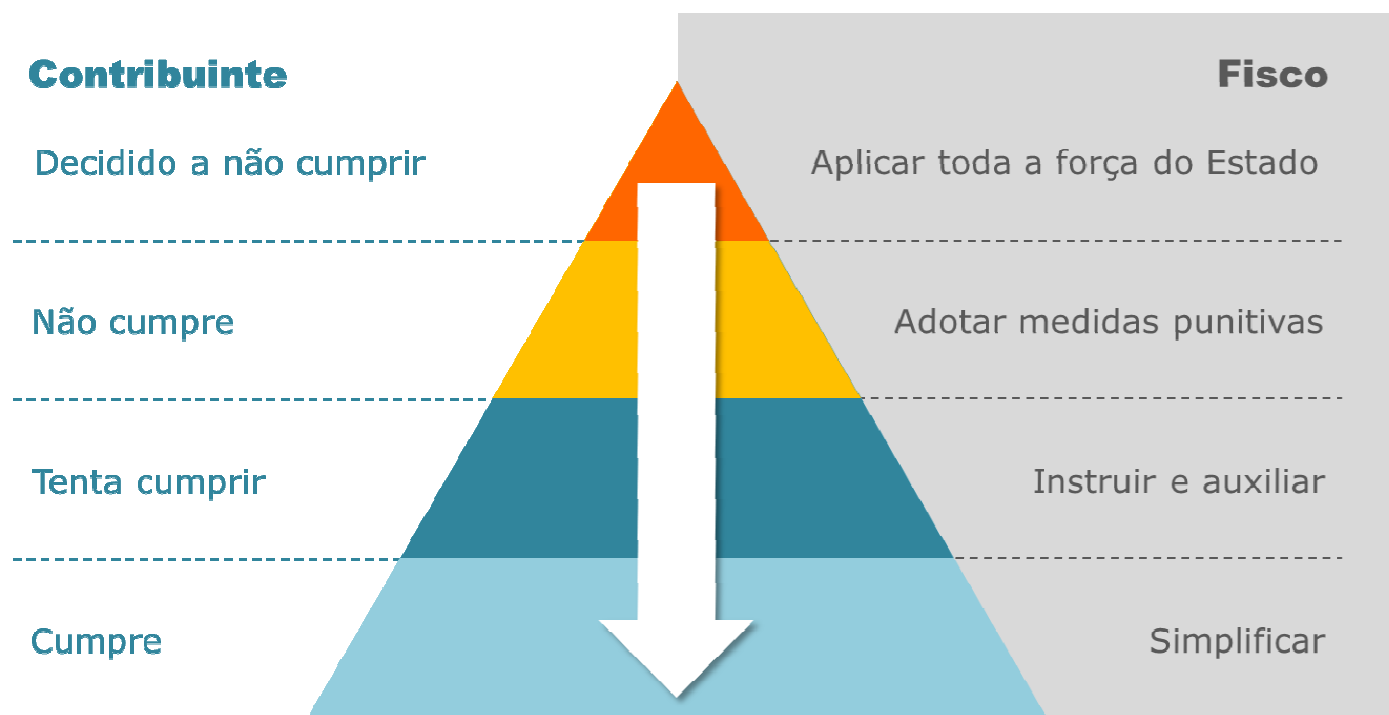 Contribuinte
Fisco
Decidido a não cumprir
Aplicar toda a força do Estado
Não cumpre
Adotar medidas punitivas
Tenta cumprir
Instruir e auxiliar
Cumpre
Simplificar